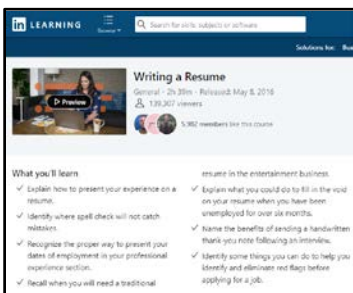 in LEARNING
Browse
Search for skills, subjects or software
Solutions for:
Preview
Writing a Resume
General · 2h 39m · Released: May 8, 2016
139,307 viewers
5,982 members like this course
What you'll learn
✓ Explain how to present your experience on a
resume.
✓ Identify where spell check will not catch
mistakes.
✓ Recognize the proper way to present your
dates of employment in your professional
experience section.
✓ Recall when you will need a traditional
resume in the entertainment business.
✓ Explain what you could do to fill in the void
on your resume when you have been
unemployed for over six months.
✓ Name the benefits of sending a handwritten
thank you note following an interview.
✓ Identify some things you can do to help you
identify and eliminate red flags before
applying for a job.